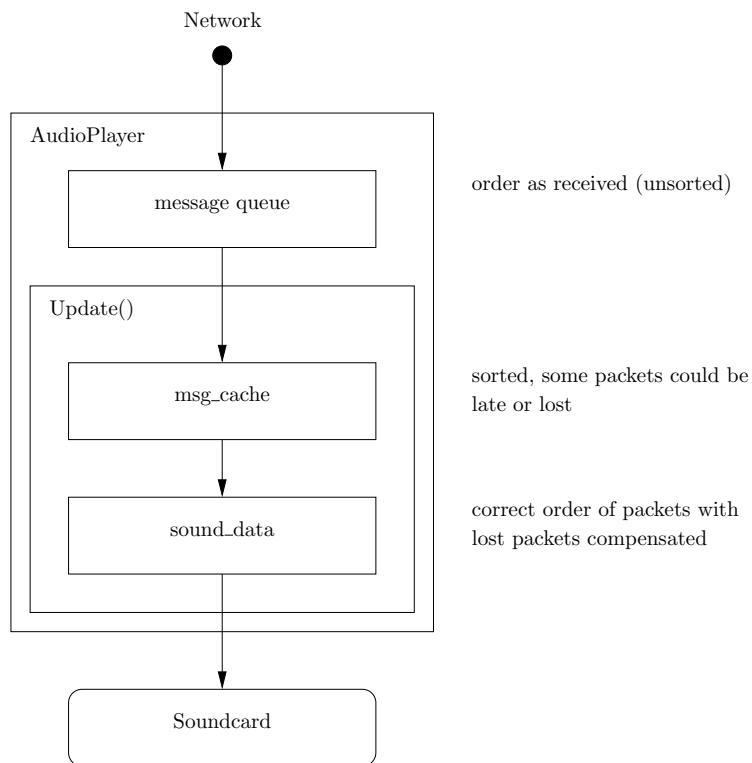 Network
AudioPlayer
message queue
order as received (unsorted)
Update()
msg_cache
sorted, some packets could be
late or lost
sound_data
correct order of packets with
lost packets compensated
Soundcard